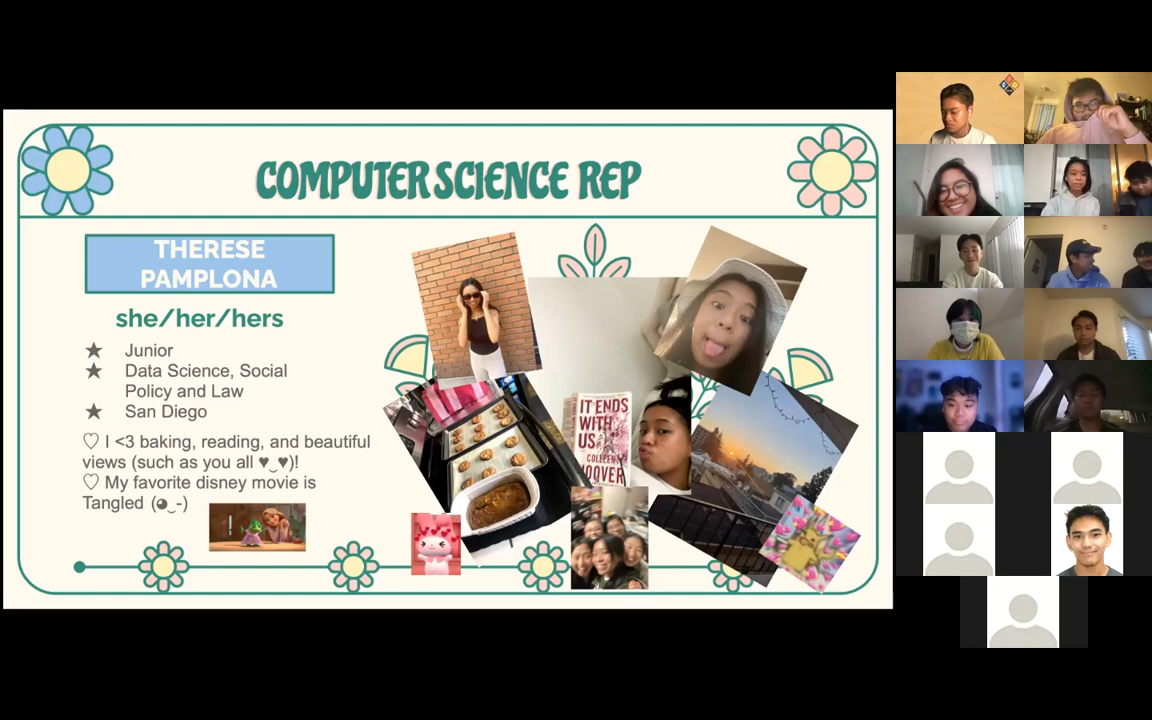 COMPUTER SCIENCE REP
THERESE
PAMPLONA
she/her/hers
★ Junior
★ Data Science, Social
Policy and Law
★ San Diego
♡ I <3 baking, reading, and beautiful
views (such as you all ♥‿♥)!
♡ My favorite disney movie is
Tangled (◕‿-)
IT ENDS
WITH
US
COLLEEN
HOOVER